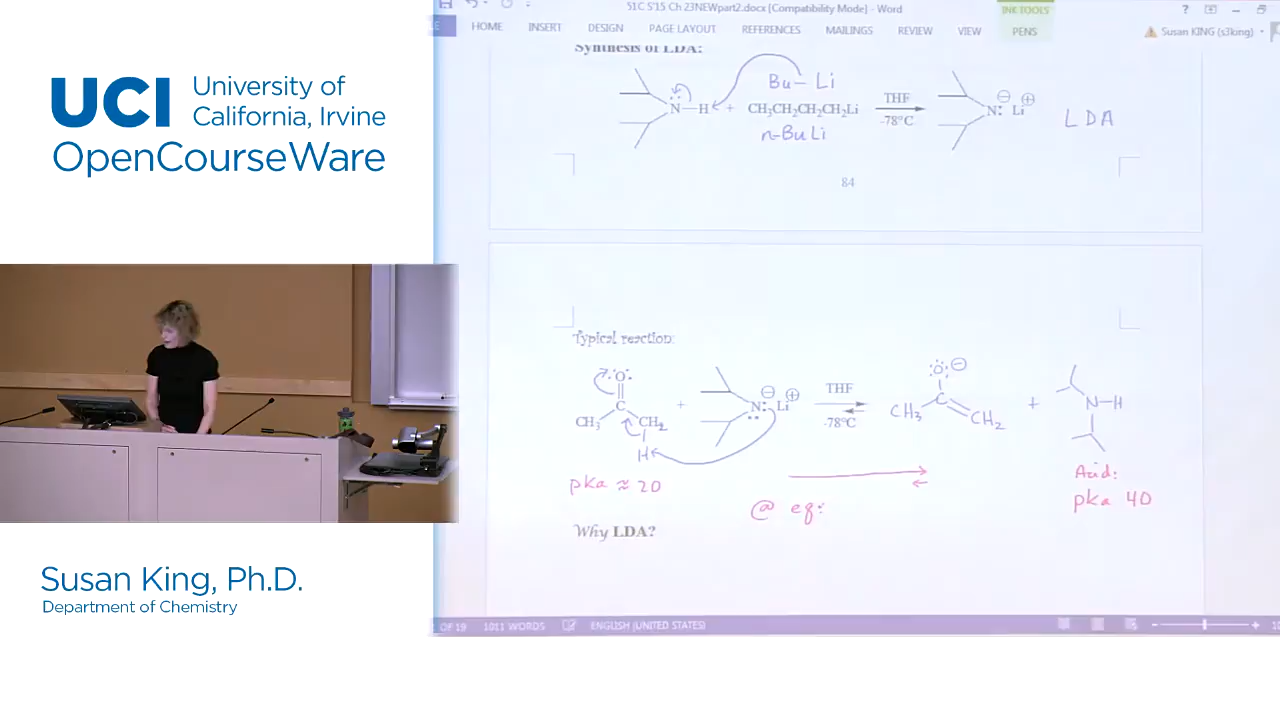 51C S'15 Ch 23NEWpart2.docx [Compatibility Mode] - Word
INK TOOLS
HOME INSERT DESIGN PAGE LAYOUT REFERENCES MAILINGS REVIEW VIEW PENS
Susan KING (s3king)
UCI University of California, Irvine
OpenCourseWare
Synthesis of LDA:
Bu—Li
N—H + CH₃CH₂CH₂CH₂Li THF -78°C N: ⊖ Li ⊕ LDA
n-BuLi
84
Typical reaction:
O C CH₃ CH₂ H + N: ⊖ Li ⊕ THF -78°C O ⊖ C CH₃ CH₂ + N—H
pka ≈ 20
Acid:
pka 40
@ eq:
Why LDA?
OF 19 1011 WORDS ENGLISH (UNITED STATES)
Susan King, Ph.D.
Department of Chemistry